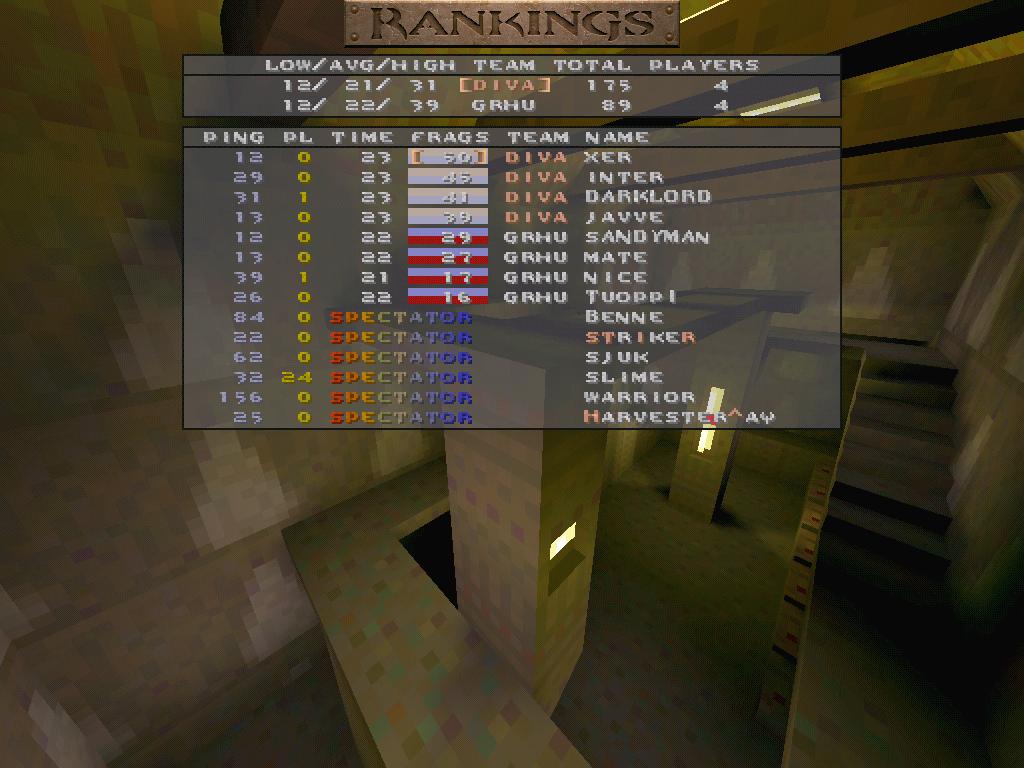 RANKINGS
LOW/AVG/HIGH TEAM TOTAL PLAYERS
12/ 21/ 31 [DIVA] 175 4
12/ 22/ 39 GRHU 89 4
PING PL TIME FRAGS TEAM NAME
12 0 23 [ 50] DIVA XER
29 0 23 45 DIVA INTER
31 1 23 41 DIVA DARKLORD
13 0 23 39 DIVA JAVVE
12 0 22 29 GRHU SANDYMAN
13 0 22 27 GRHU MATE
39 1 21 17 GRHU NICE
26 0 22 16 GRHU TUOPPI
84 0 SPECTATOR BENNE
22 0 SPECTATOR STRIKER
62 0 SPECTATOR SJUK
32 24 SPECTATOR SLIME
156 0 SPECTATOR WARRIOR
25 0 SPECTATOR HARVESTER^AY